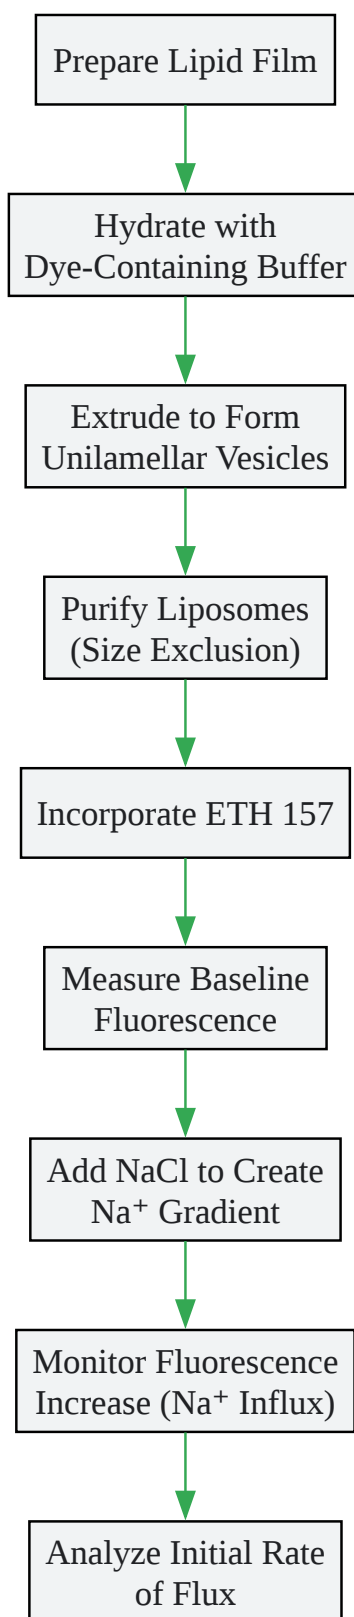 Prepare Lipid Film
Hydrate with
Dye-Containing Buffer
Extrude to Form
Unilamellar Vesicles
Purify Liposomes
(Size Exclusion)
Incorporate ETH 157
Measure Baseline
Fluorescence
Add NaCl to Create
Na⁺ Gradient
Monitor Fluorescence
Increase (Na⁺ Influx)
Analyze Initial Rate
of Flux